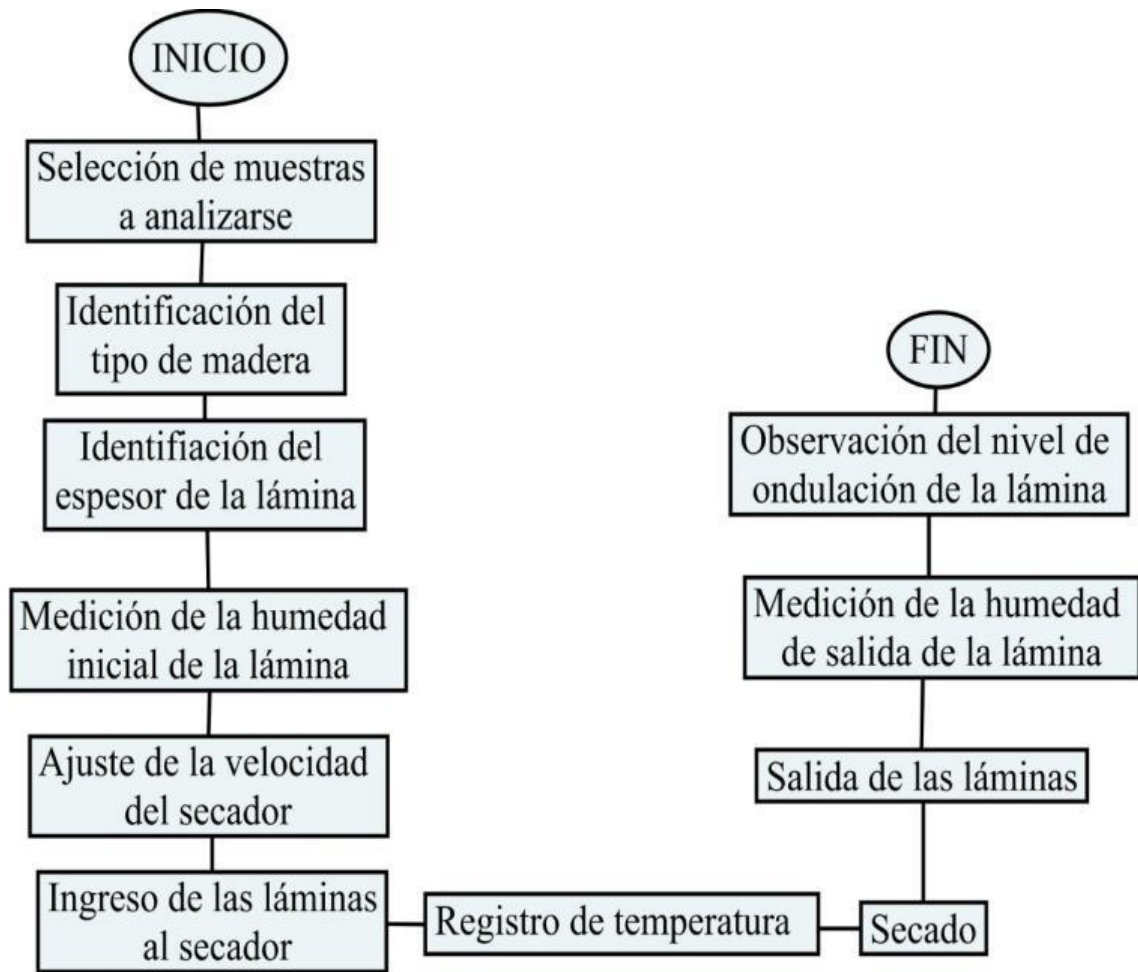 INICIO
Selección de muestras
a analizarse
Identificación del
tipo de madera
Identifiación del
espesor de la lámina
Medición de la humedad
inicial de la lámina
Ajuste de la velocidad
del secador
Ingreso de las láminas
al secador
Registro de temperatura
Secado
Salida de las láminas
Medición de la humedad
de salida de la lámina
Observación del nivel de
ondulación de la lámina
FIN